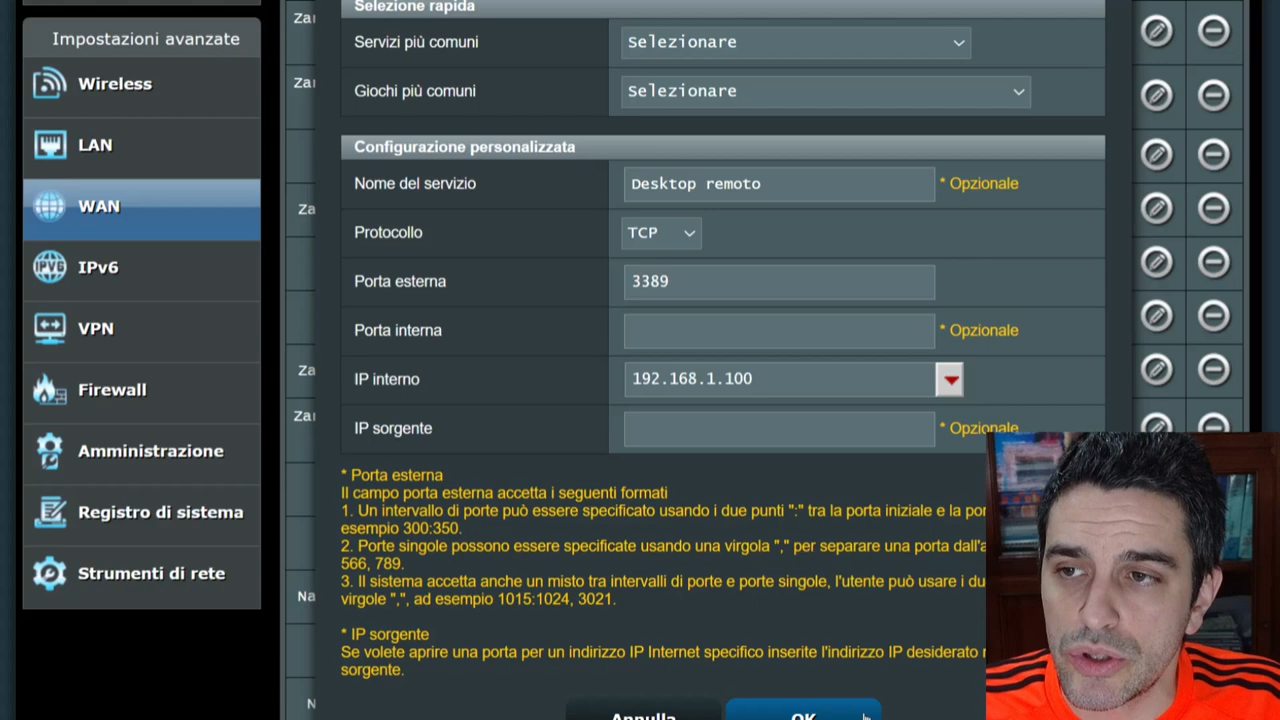 Selezione rapida
Impostazioni avanzate
Wireless
LAN
WAN
IPv6
VPN
Firewall
Amministrazione
Registro di sistema
Strumenti di rete
Zar
Zar
Za
Za
Zar
Na
N
Servizi più comuni
Selezionare
Giochi più comuni
Selezionare
Configurazione personalizzata
Nome del servizio
Desktop remoto
* Opzionale
Protocollo
TCP
Porta esterna
3389
Porta interna
* Opzionale
IP interno
192.168.1.100
IP sorgente
* Opzionale
* Porta esterna
Il campo porta esterna accetta i seguenti formati
1. Un intervallo di porte può essere specificato usando i due punti ":" tra la porta iniziale e la por
esempio 300:350.
2. Porte singole possono essere specificate usando una virgola "," per separare una porta dall'a
566, 789.
3. Il sistema accetta anche un misto tra intervalli di porte e porte singole, l'utente può usare i du
virgole ",", ad esempio 1015:1024, 3021.
* IP sorgente
Se volete aprire una porta per un indirizzo IP Internet specifico inserite l'indirizzo IP desiderato
sorgente.
Annulla
OK